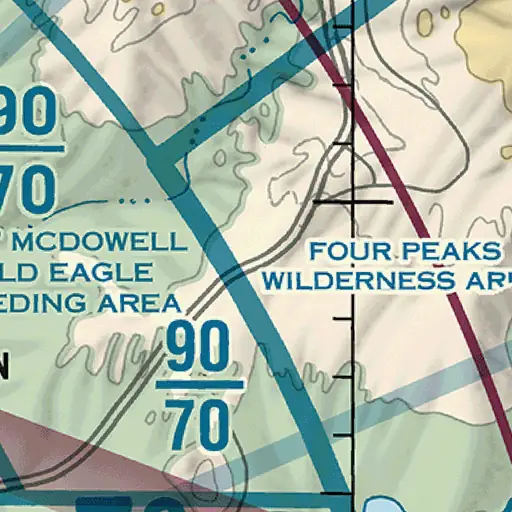 90
70
MCDOWELL
LD EAGLE
EDING AREA
FOUR PEAKS
WILDERNESS AR
90
70
N